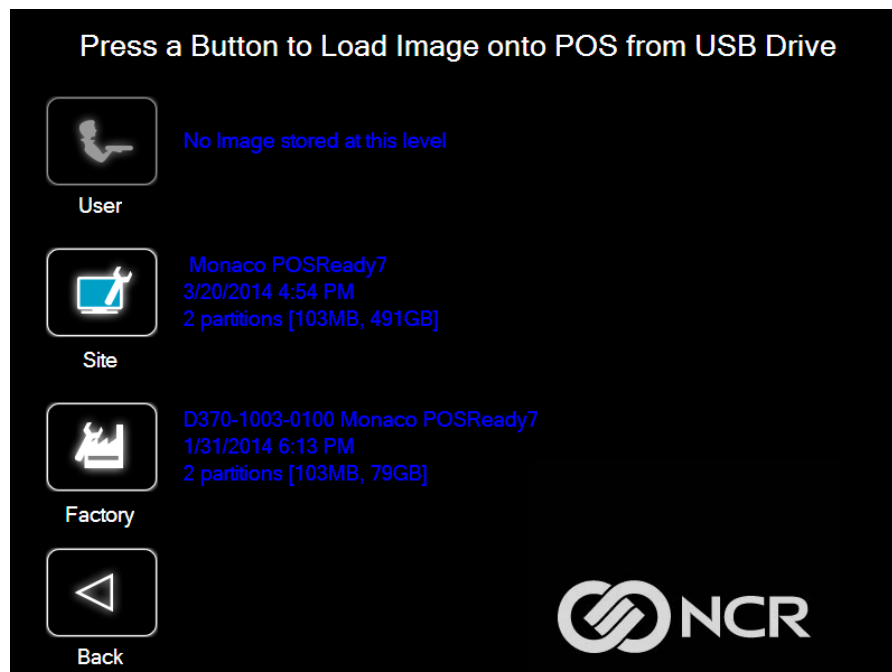 Press a Button to Load Image onto POS from USB Drive
No Image stored at this level
User
Monaco POSReady7
3/20/2014 4:54 PM
2 partitions [103MB, 491GB]
Site
D370-1003-0100 Monaco POSReady7
1/31/2014 6:13 PM
2 partitions [103MB, 79GB]
Factory
Back
NCR